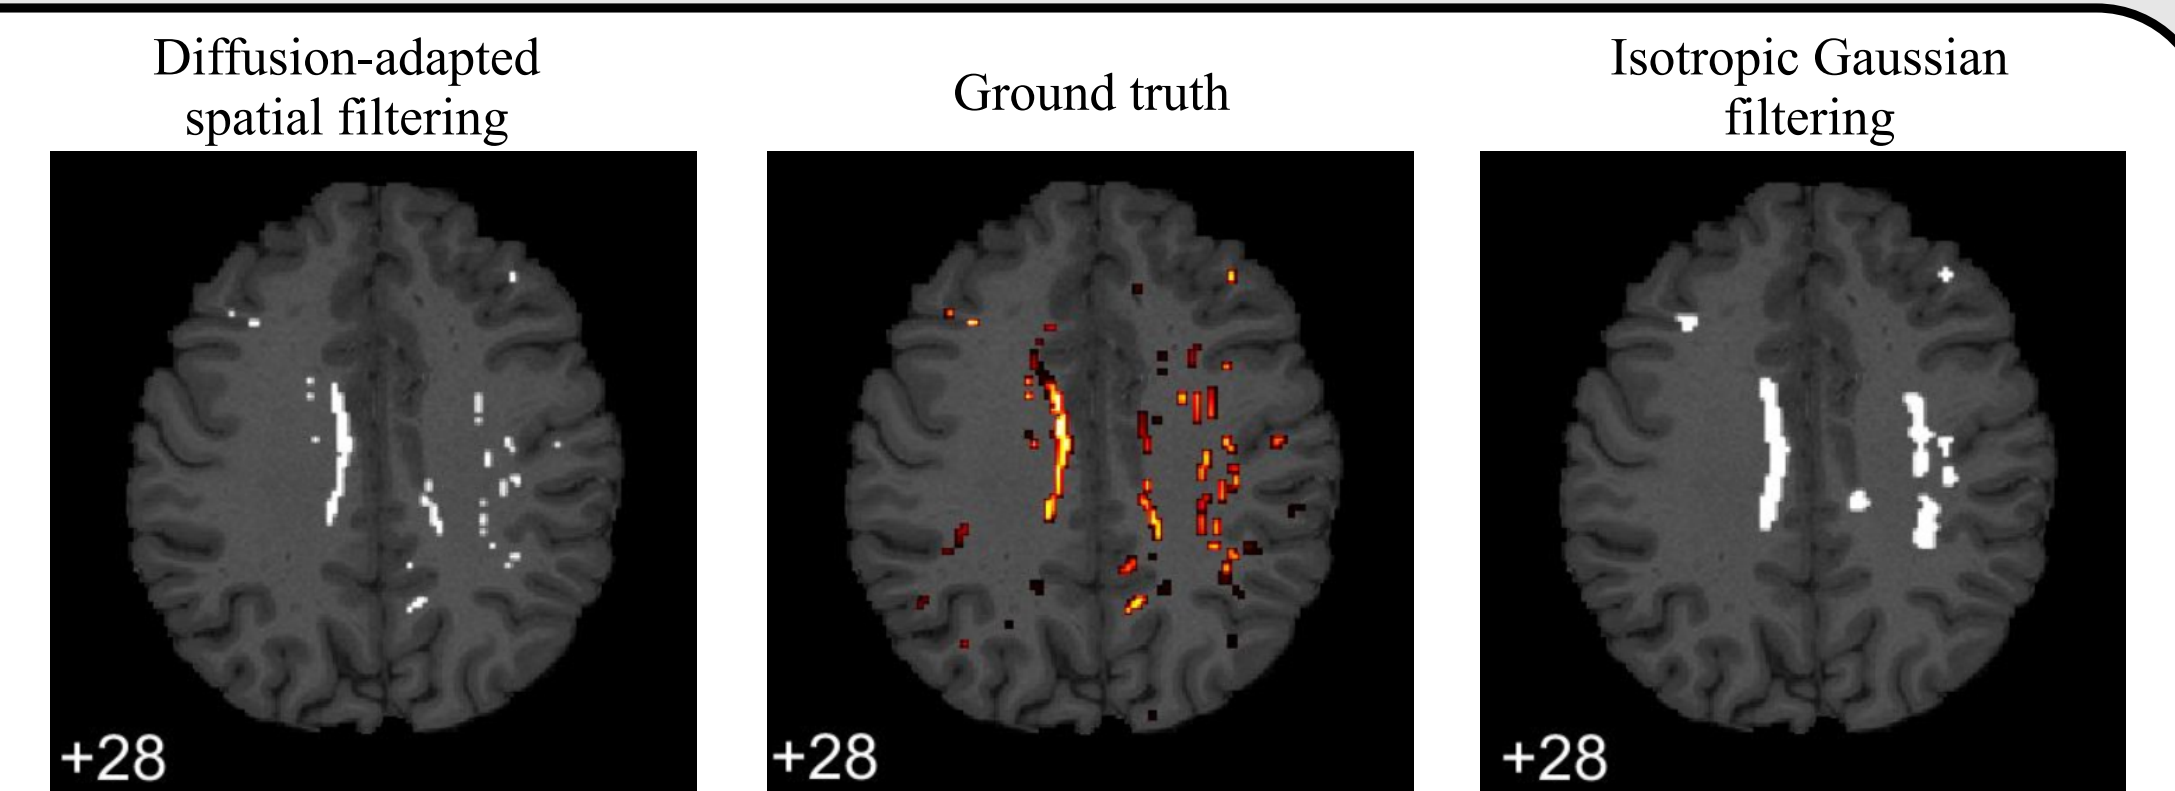 Diffusion-adapted
spatial filtering
Ground truth
Isotropic Gaussian
filtering
+28
+28
+28